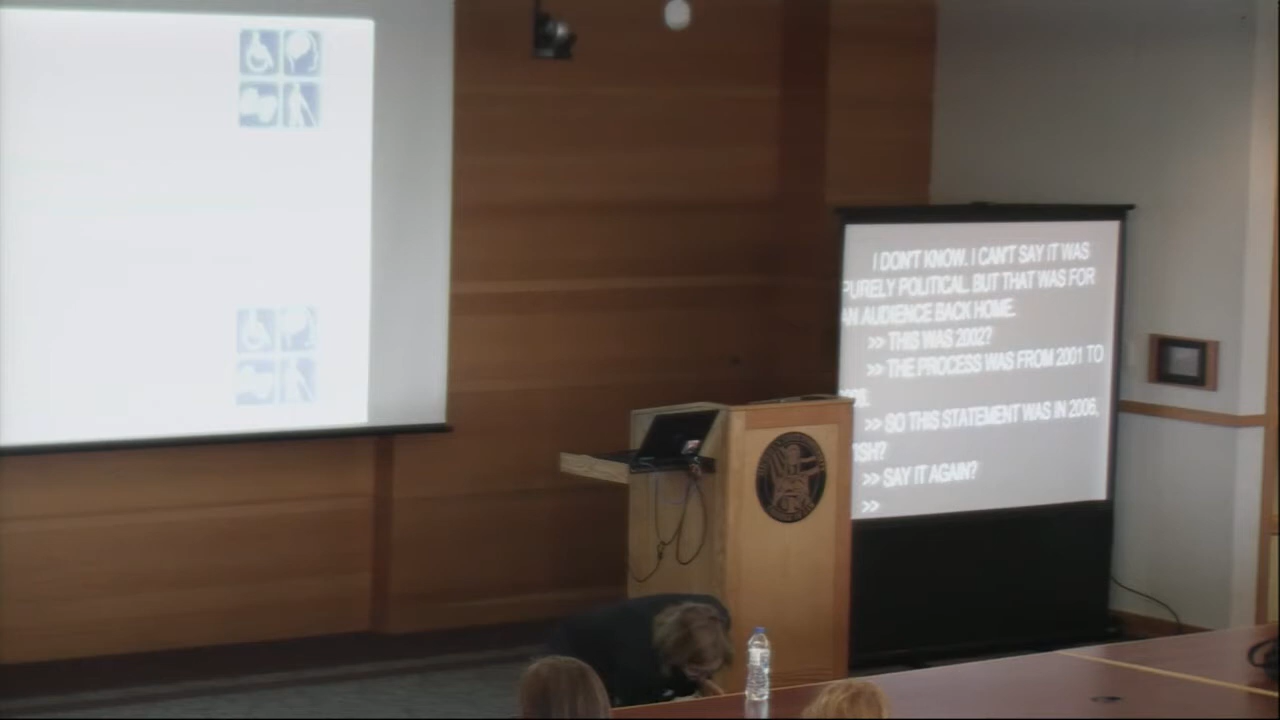 I DON'T KNOW. I CAN'T SAY IT WAS
PURELY POLITICAL. BUT THAT WAS FOR
AN AUDIENCE BACK HOME.
>> THIS WAS 2002?
>> THE PROCESS WAS FROM 2001 TO
>> SO THIS STATEMENT WAS IN 2006,
ISH?
>> SAY IT AGAIN?
>>